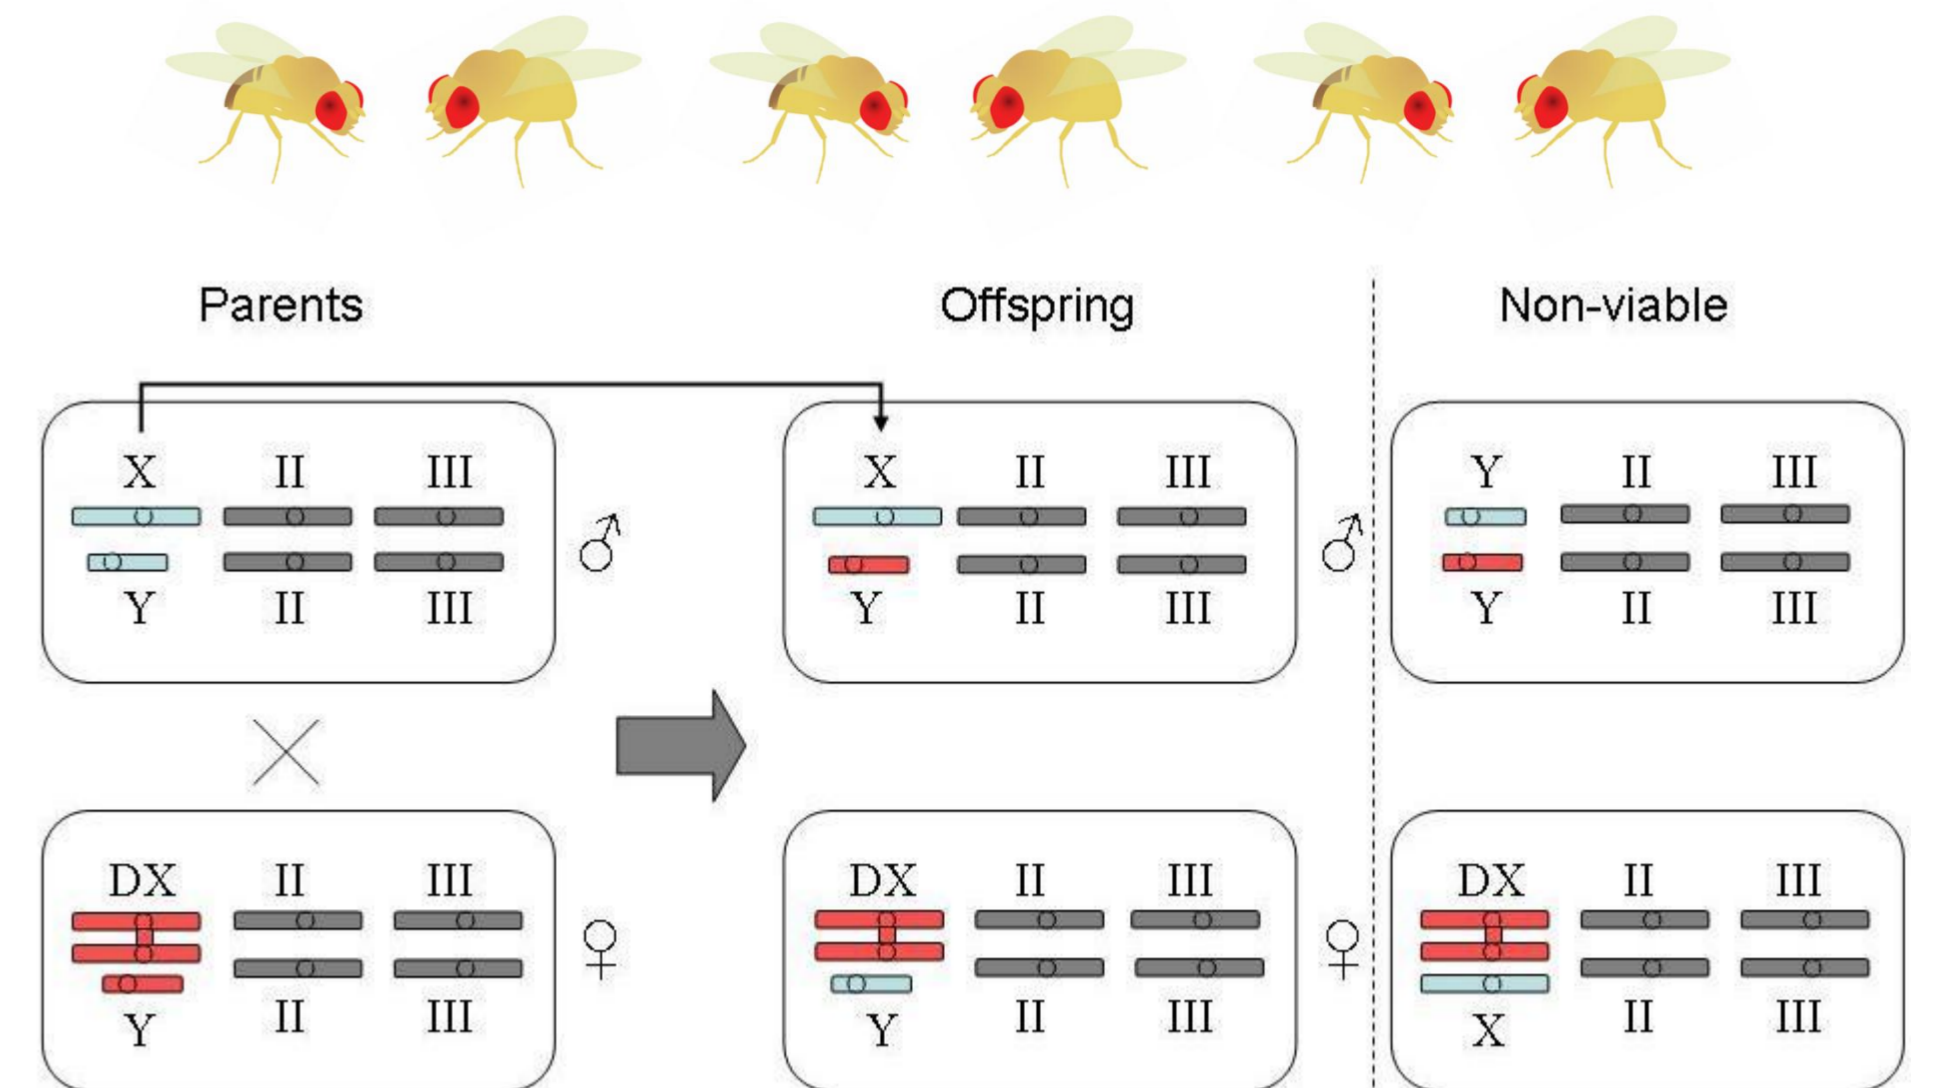 Parents
Offspring
Non-viable
X II III
Y II III
♂
X II III
Y II III
♂
Y II III
Y II III
DX II III
Y II III
♀
DX II III
Y II III
♀
DX II III
X II III